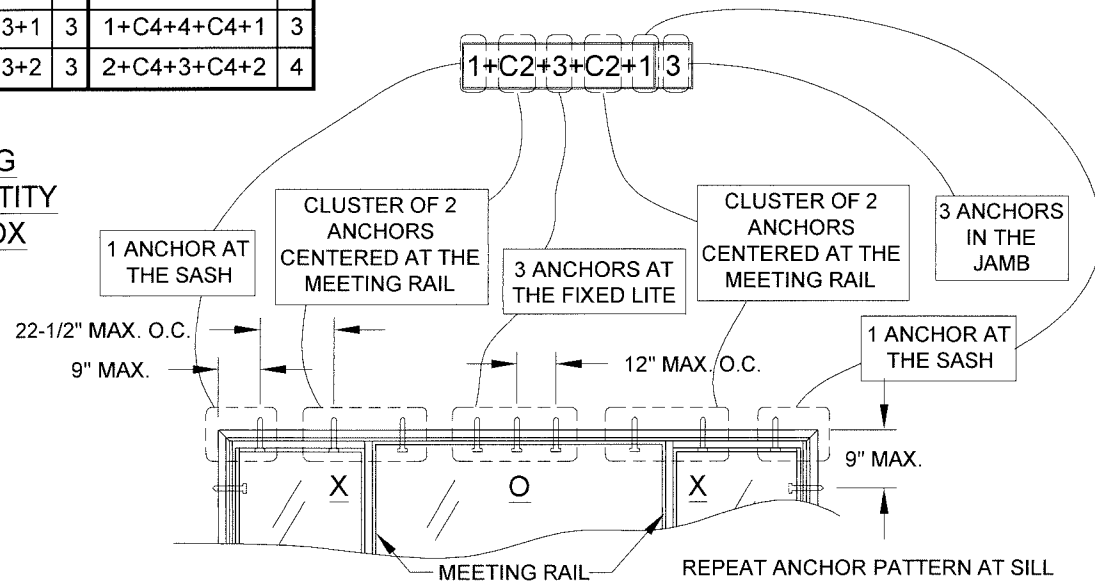 3+1 3 1+C4+4+C4+1 3
3+2 3 2+C4+3+C4+2 4
1+C2+3+C2+1 3
G
TITY
OX
1 ANCHOR AT
THE SASH
CLUSTER OF 2
ANCHORS
CENTERED AT THE
MEETING RAIL
3 ANCHORS AT
THE FIXED LITE
CLUSTER OF 2
ANCHORS
CENTERED AT THE
MEETING RAIL
3 ANCHORS
IN THE
JAMB
1 ANCHOR AT
THE SASH
22-1/2" MAX. O.C.
9" MAX.
12" MAX. O.C.
9" MAX.
X
O
X
MEETING RAIL
REPEAT ANCHOR PATTERN AT SILL